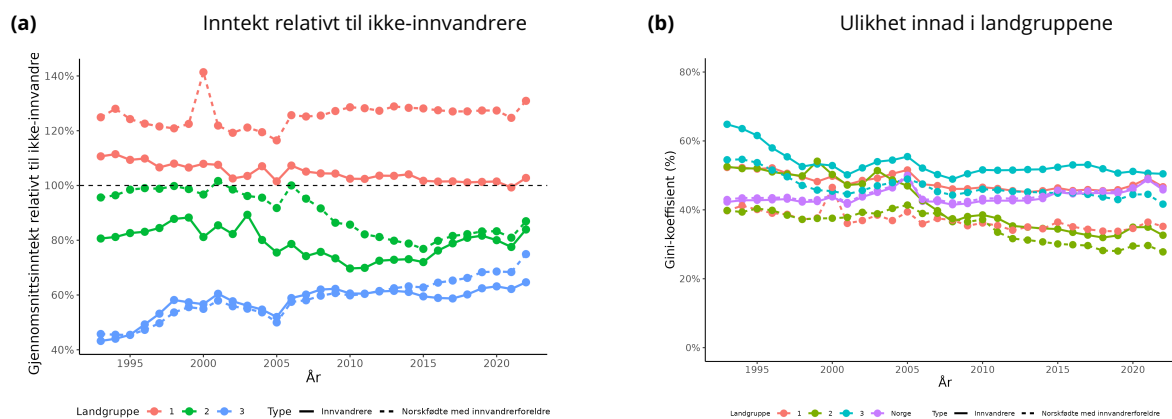 (a) Inntekt relativt til ikke-innvandrere
Gjennomsnittsinntekt relativt til ikke-innvandre
140%
120%
100%
80%
60%
40%
1995 2000 2005 2010 2015 2020
År
Landgruppe 1 2 3 Type Innvandrere Norskfødte med innvandrerforeldre
(b) Ulikhet innad i landgruppene
Gini-koeffisient (%)
80%
60%
40%
20%
0%
1995 2000 2005 2010 2015 2020
År
Landgruppe 1 2 3 Norge Type Innvandrere Norskfødte med innvandrerforeldre